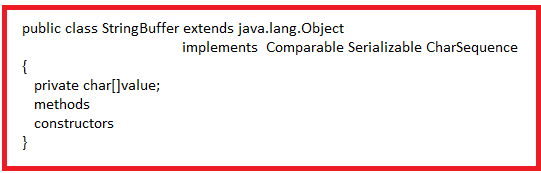 public class StringBuffer extends java.lang.Object
implements Comparable Serializable CharSequence
{
private char[]value;
methods
constructors
}